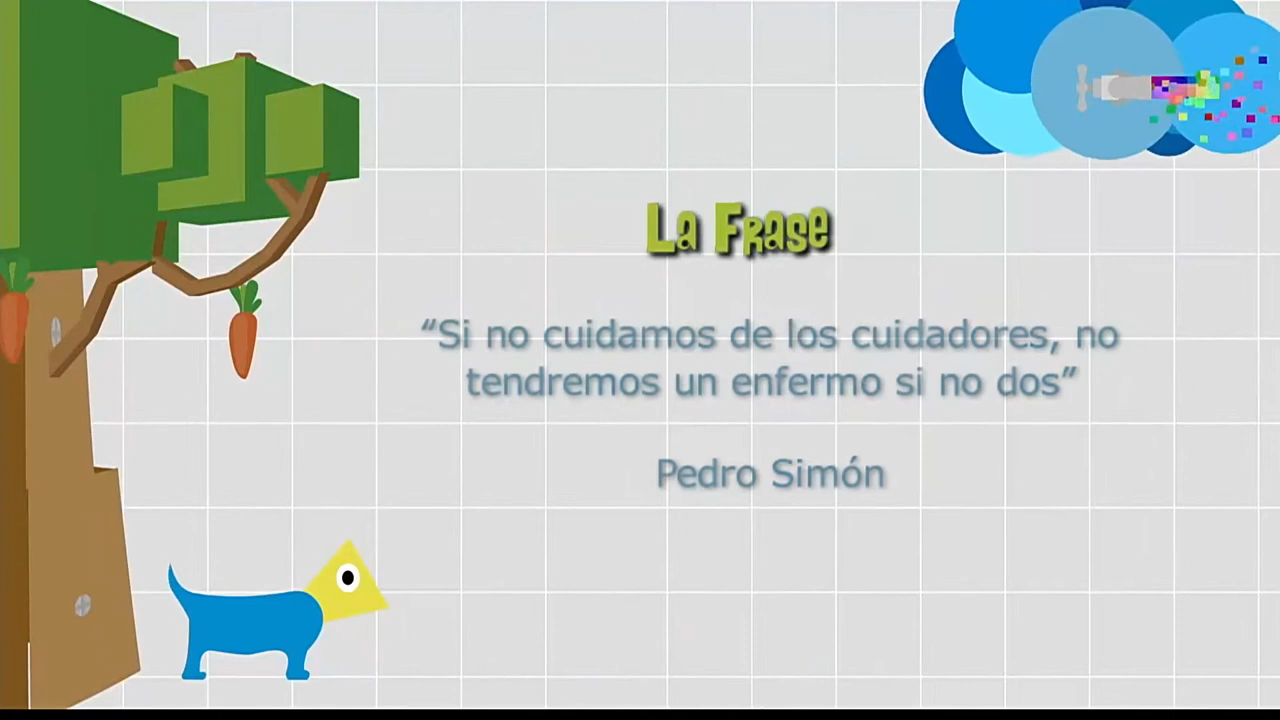 La Frase
“Si no cuidamos de los cuidadores, no
tendremos un enfermo si no dos”
Pedro Simón